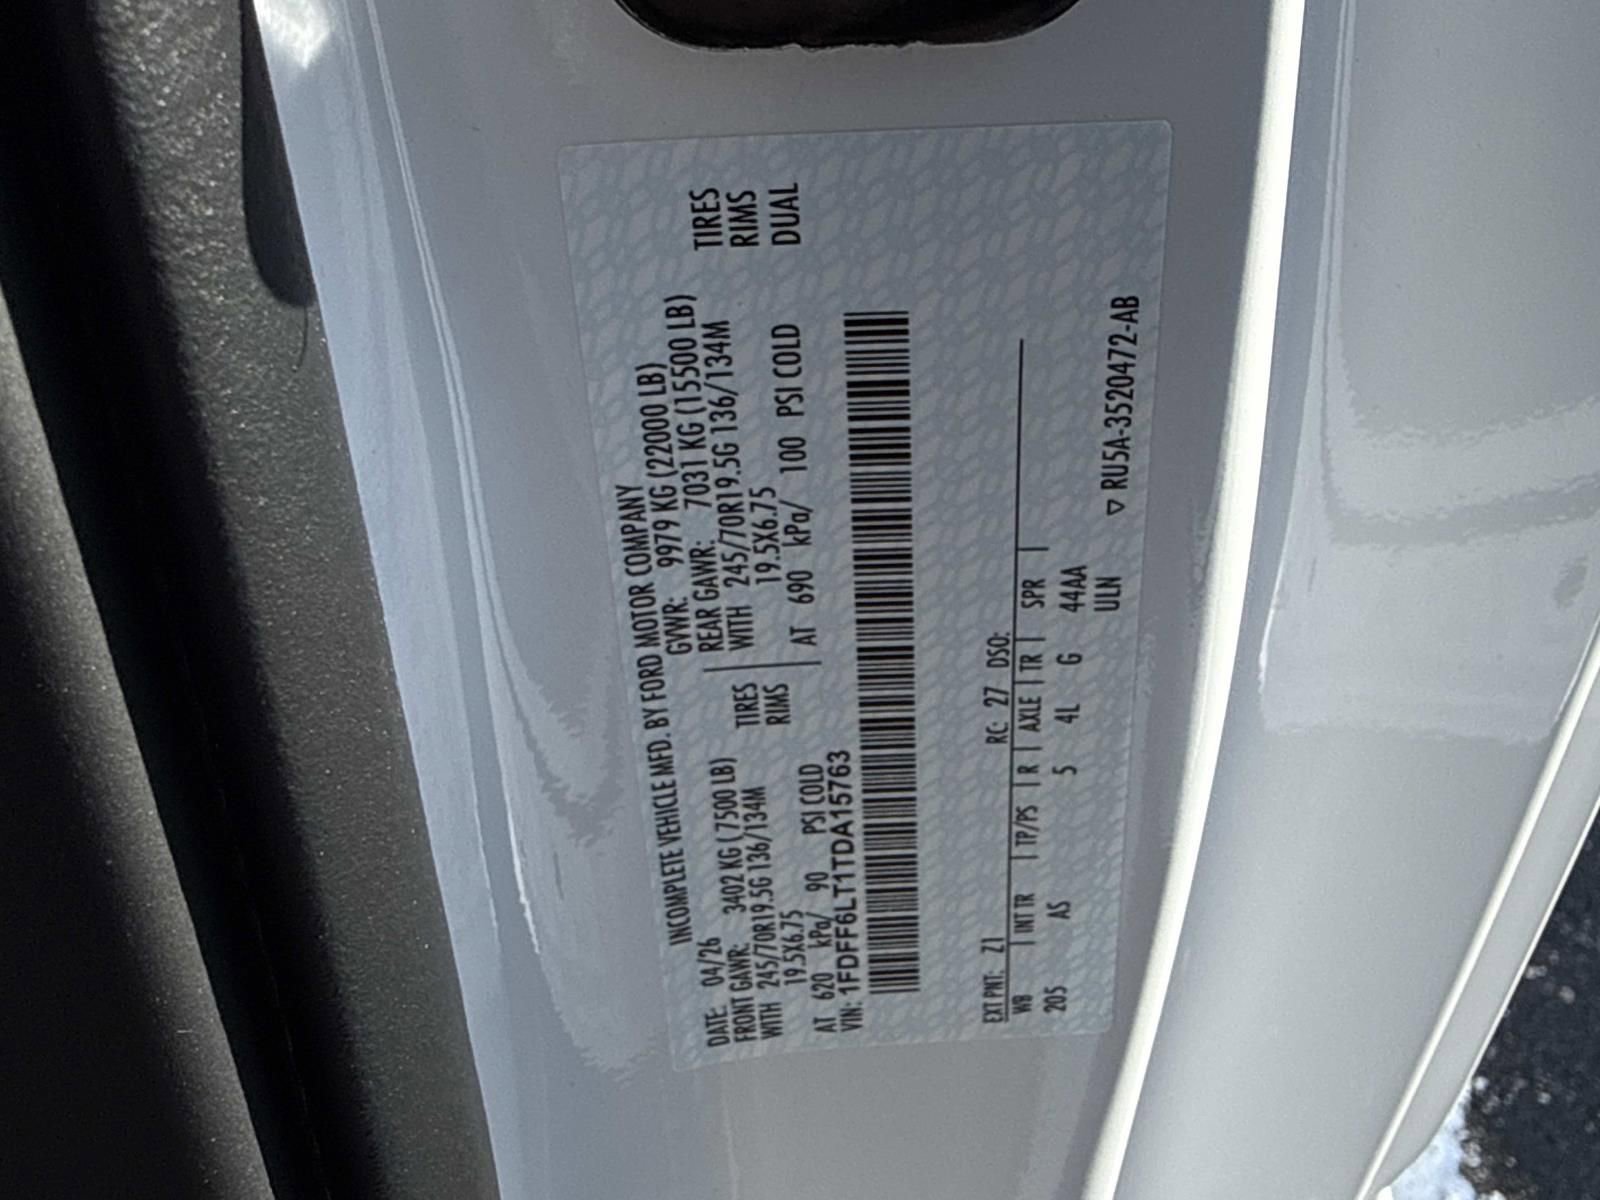 INCOMPLETE VEHICLE MFD. BY FORD MOTOR COMPANY
DATE: 04/26 GVWR: 9979 KG (22000 LB)
FRONT GAWR: 3402 KG (7500 LB) REAR GAWR: 7031 KG (15500 LB)
WITH 245/70R19.5G 136/134M TIRES WITH 245/70R19.5G 136/134M TIRES
19.5X6.75 RIMS 19.5X6.75 RIMS
AT 620 kPa/ 90 PSI COLD AT 690 kPa/ 100 PSI COLD DUAL
VIN: 1FDFF6LT1TDA15763
EXT PNT: Z1 RC: 27 DSO:
WB | INT TR | TP/PS | R | AXLE | TR | SPR |
205 AS 5 4L G 44AA
ULN
▽ RU5A-3520472-AB